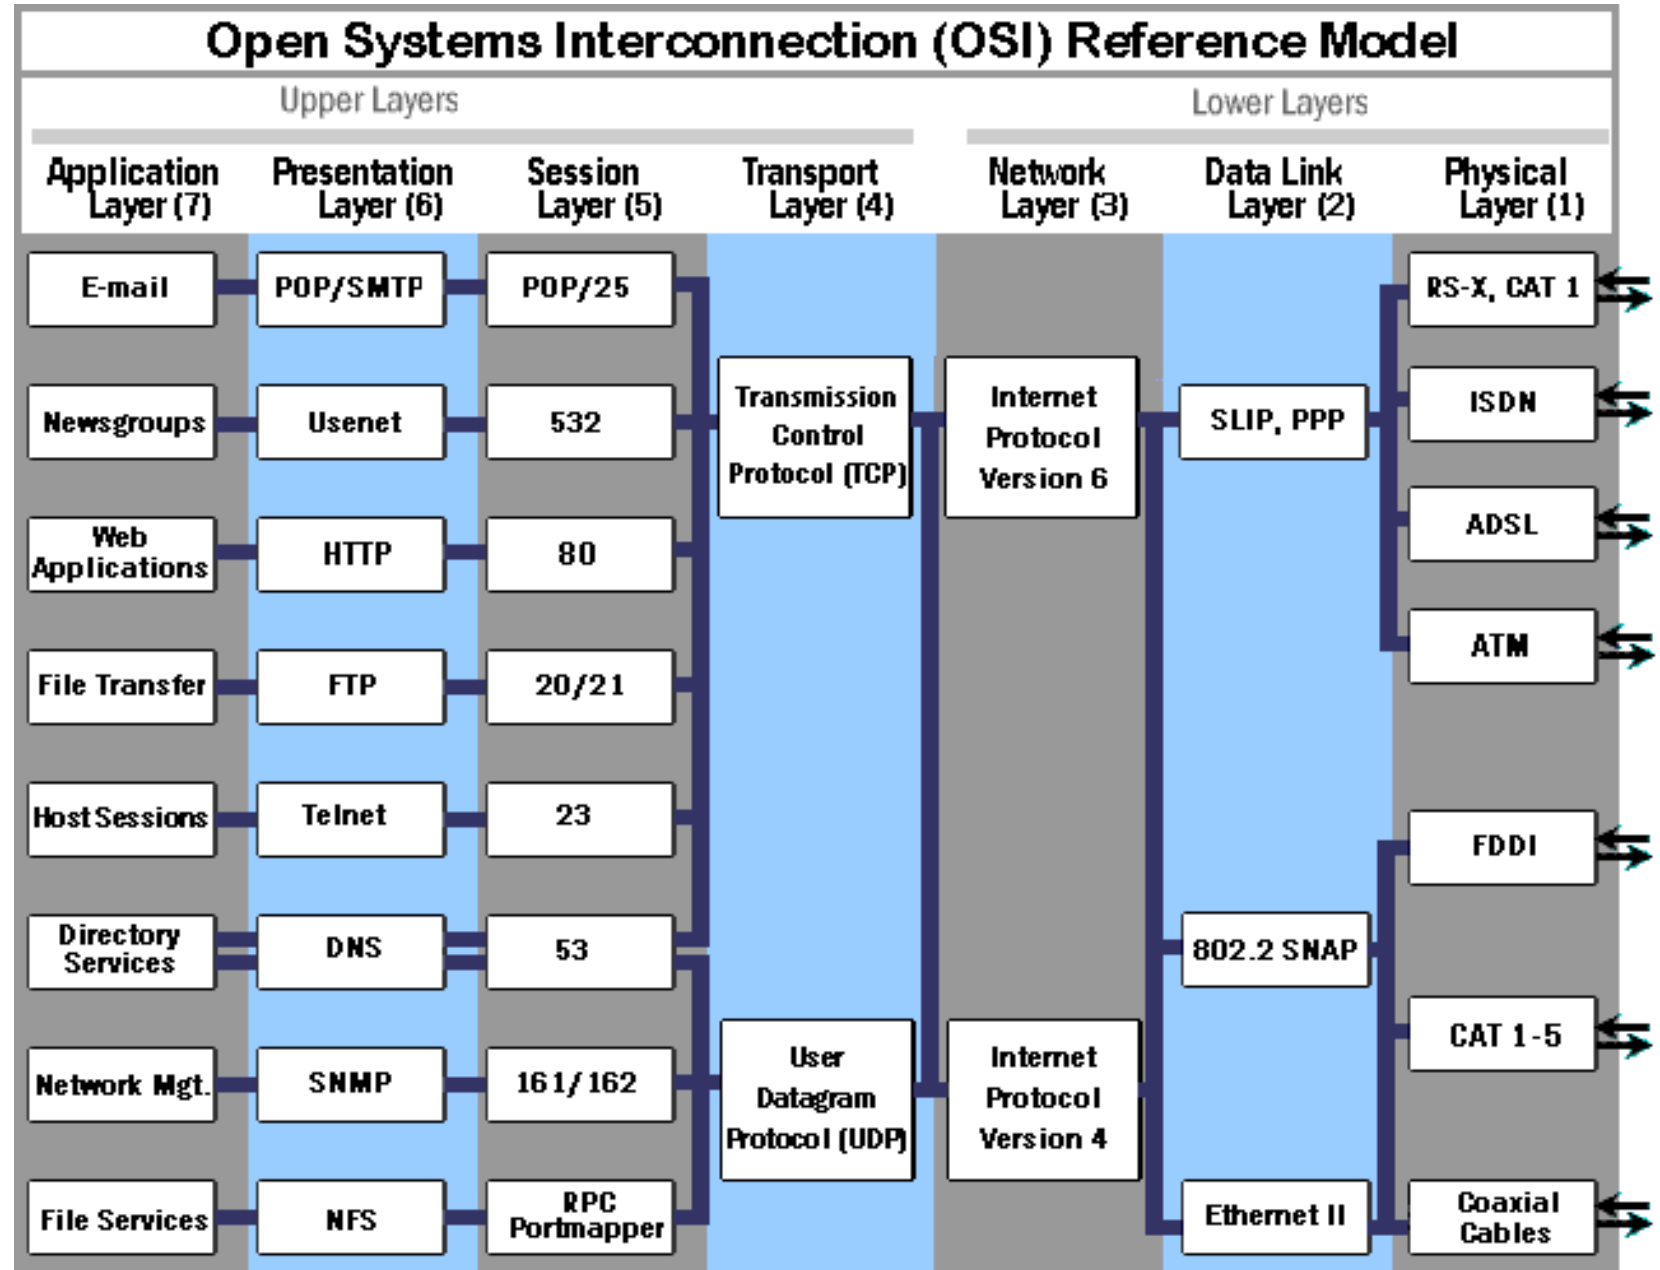 Open Systems Interconnection (OSI) Reference Model
Upper Layers
Lower Layers
Application
Layer (7)
Presentation
Layer (6)
Session
Layer (5)
Transport
Layer (4)
Network
Layer (3)
Data Link
Layer (2)
Physical
Layer (1)
E-mail
POP/SMTP
POP/25
RS-X, CAT 1
Newsgroups
Usenet
532
Transmission
Control
Protocol (TCP)
Internet
Protocol
Version 6
SLIP, PPP
ISDN
Web
Applications
HTTP
80
ADSL
File Transfer
FTP
20/21
ATM
Host Sessions
Telnet
23
FDDI
Directory
Services
DNS
53
802.2 SNAP
Network Mgt.
SNMP
161/162
User
Datagram
Protocol (UDP)
Internet
Protocol
Version 4
CAT 1-5
File Services
NFS
RPC
Portmapper
Ethernet II
Coaxial
Cables